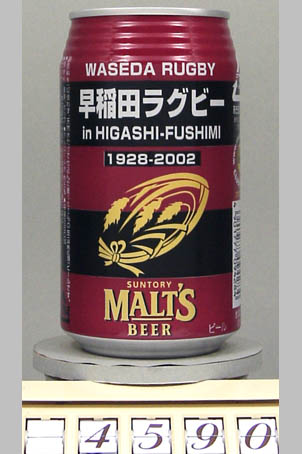 WASEDA RUGBY
早稲田ラグビー
in HIGASHI-FUSHIMI
1928-2002
SUNTORY
MALT'S
BEER
ビール
4590